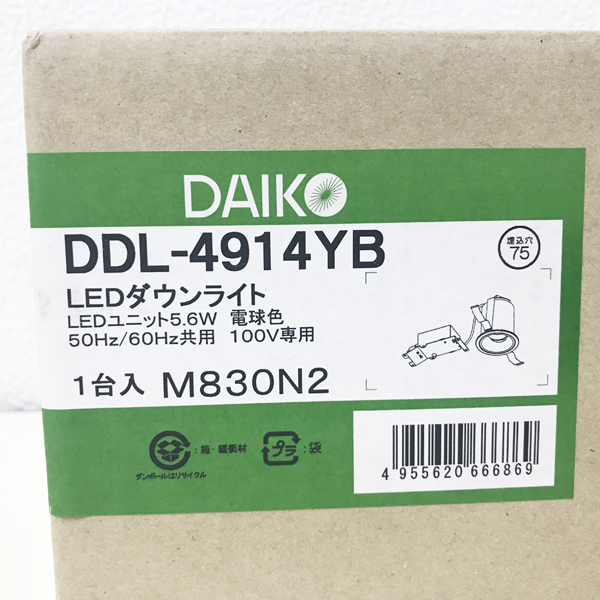 DAIKO
DDL-4914YB
埋込穴
75
LEDダウンライト
LEDユニット5.6W 電球色
50Hz/60Hz共用 100V専用
1台入 M830N2
:箱・緩衝材
ダンボールはリサイクル
プラ
:袋
4 955620 666869